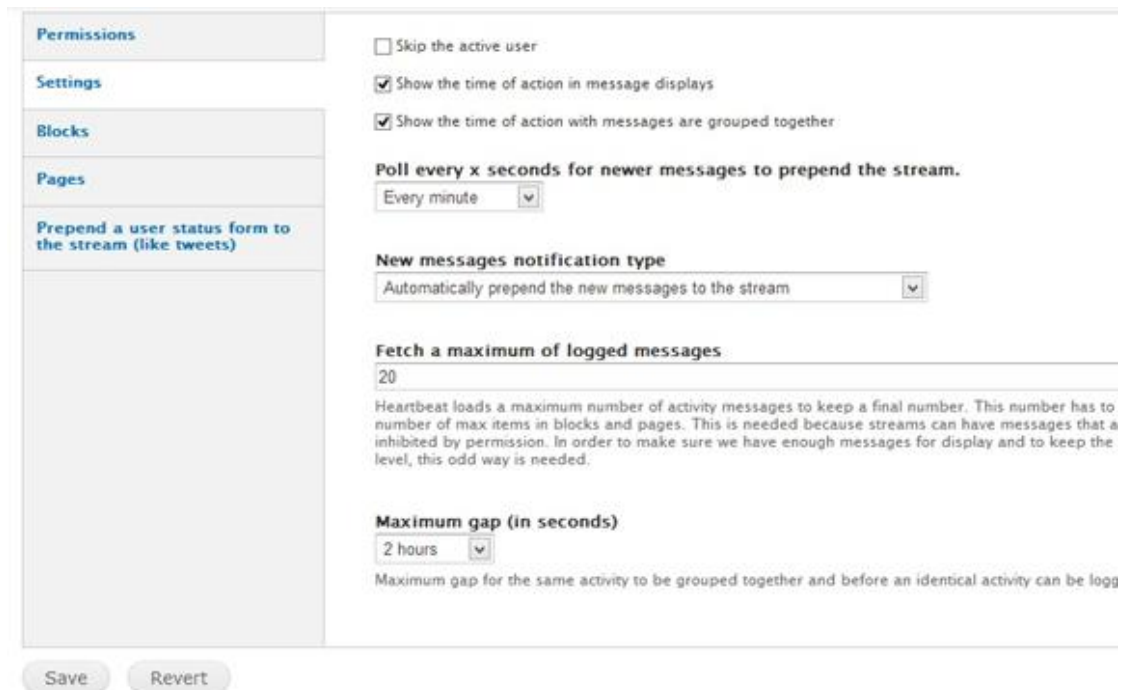 Permissions
Settings
Blocks
Pages
Prepend a user status form to
the stream (like tweets)
Skip the active user
Show the time of action in message displays
Show the time of action with messages are grouped together
Poll every x seconds for newer messages to prepend the stream.
Every minute
New messages notification type
Automatically prepend the new messages to the stream
Fetch a maximum of logged messages
20
Heartbeat loads a maximum number of activity messages to keep a final number. This number has to
number of max items in blocks and pages. This is needed because streams can have messages that a
inhibited by permission. In order to make sure we have enough messages for display and to keep the
level, this odd way is needed.
Maximum gap (in seconds)
2 hours
Maximum gap for the same activity to be grouped together and before an identical activity can be logg
Save
Revert